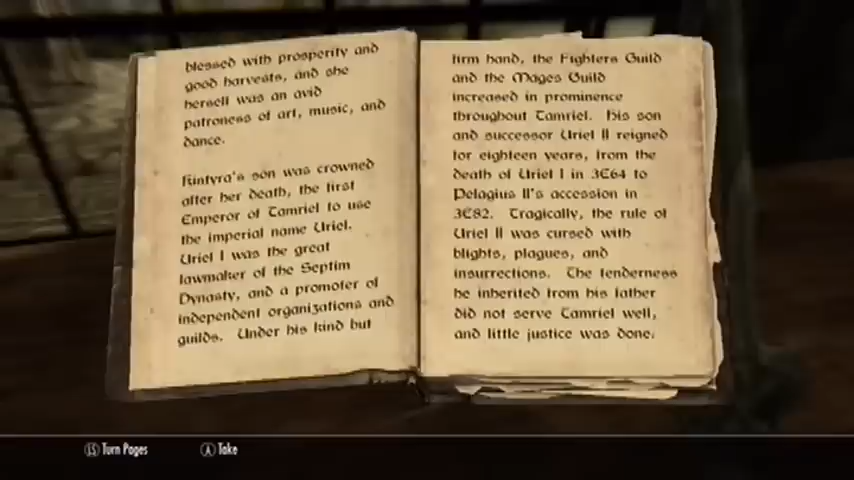 blessed with prosperity and
good harvests, and she
herself was an avid
patroness of art, music, and
dance.
Kintyra's son was crowned
after her death, the first
Emperor of Tamriel to use
the imperial name Uriel.
Uriel I was the great
lawmaker of the Septim
Dynasty, and a promoter of
independent organizations and
guilds. Under his kind but
firm hand, the Fighters Guild
and the Mages Guild
increased in prominence
throughout Tamriel. His son
and successor Uriel II reigned
for eighteen years, from the
death of Uriel I in 3E64 to
Pelagius II's accession in
3E82. Tragically, the rule of
Uriel II was cursed with
blights, plagues, and
insurrections. The tenderness
he inherited from his father
did not serve Tamriel well,
and little justice was done.
LS Turn Pages
A Take